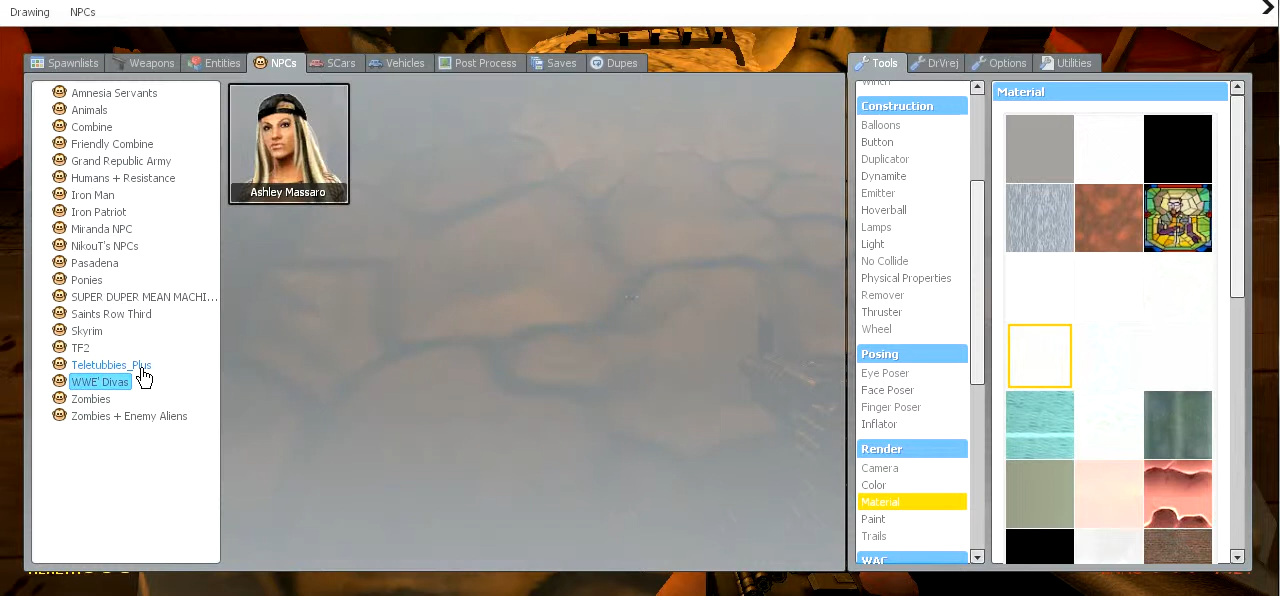 Drawing NPCs
Spawnlists Weapons Entities NPCs SCars Vehicles Post Process Saves Dupes
Tools DrVrej Options Utilities
Amnesia Servants
Animals
Combine
Friendly Combine
Grand Republic Army
Humans + Resistance
Iron Man
Iron Patriot
Miranda NPC
NikouT's NPCs
Pasadena
Ponies
SUPER DUPER MEAN MACHI...
Saints Row Third
Skyrim
TF2
Teletubbies_Plus
WWE' Divas
Zombies
Zombies + Enemy Aliens
Ashley Massaro
Winch
Construction
Balloons
Button
Duplicator
Dynamite
Emitter
Hoverball
Lamps
Light
No Collide
Physical Properties
Remover
Thruster
Wheel
Posing
Eye Poser
Face Poser
Finger Poser
Inflator
Render
Camera
Color
Material
Paint
Trails
WAC
Material